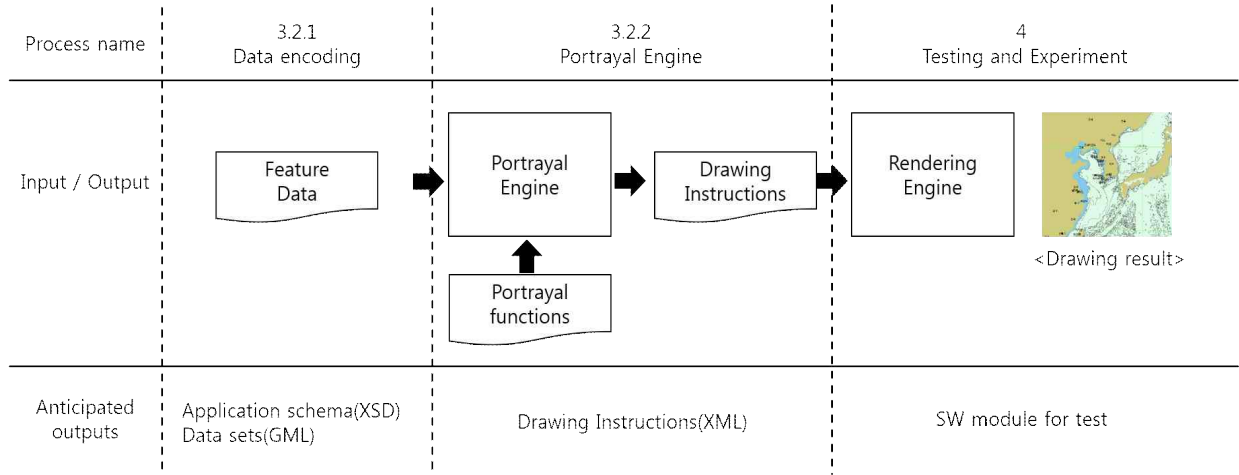 Process name
3.2.1
Data encoding
3.2.2
Portrayal Engine
4
Testing and Experiment
Input / Output
Feature
Data
Portrayal
Engine
Portrayal
functions
Drawing
Instructions
Rendering
Engine
<Drawing result>
Anticipated
outputs
Application schema(XSD)
Data sets(GML)
Drawing Instructions(XML)
SW module for test